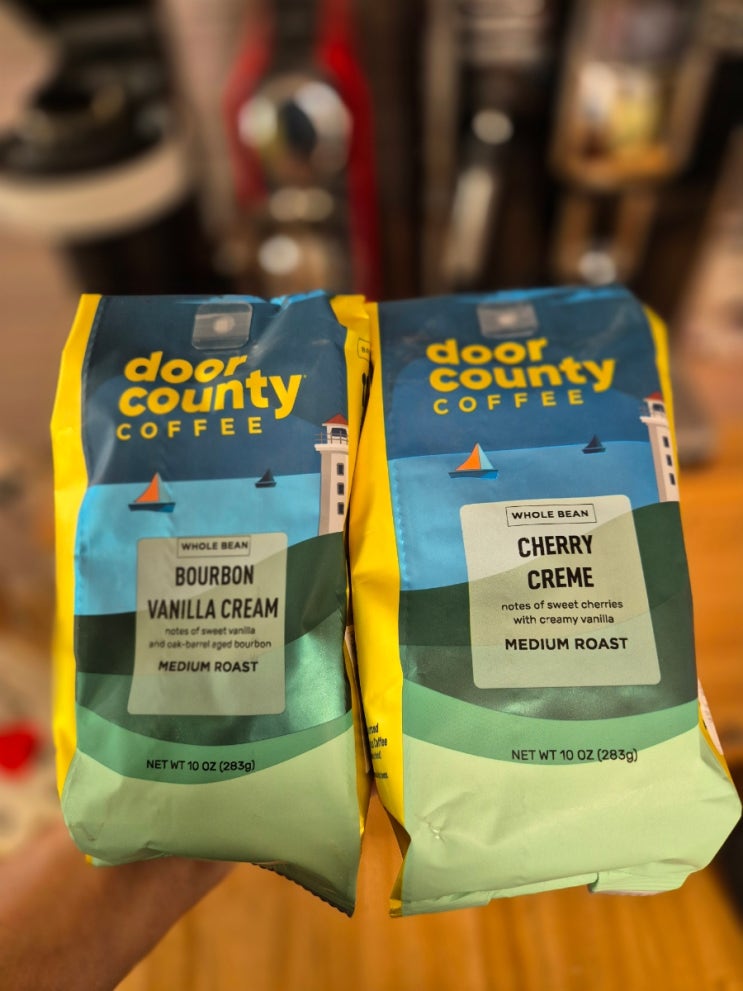 door
county
COFFEE
WHOLE BEAN
BOURBON
VANILLA CREAM
notes of sweet vanilla
and oak-barrel aged bourbon
MEDIUM ROAST
NET WT 10 OZ (283g)
door
county
COFFEE
WHOLE BEAN
CHERRY
CREME
notes of sweet cherries
with creamy vanilla
MEDIUM ROAST
NET WT 10 OZ (283g)
Coffee